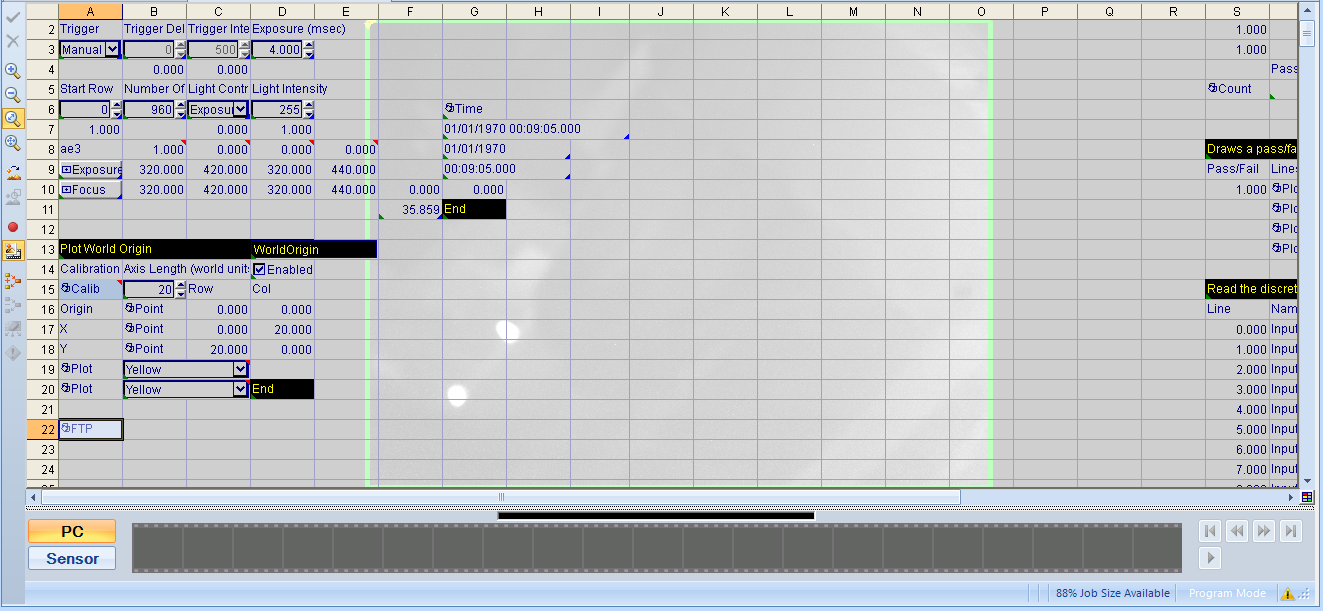 A B C D E F G H I J K L M N O P Q R S
2 Trigger Trigger Del Trigger Inte Exposure (msec) 1.000
3 Manual 0 500 4.000 1.000
4 0.000 0.000 Pass
5 Start Row Number Of Light Contr Light Intensity Count
6 0 960 Exposu 255 Time
7 1.000 0.000 1.000 01/01/1970 00:09:05.000
8 ae3 1.000 0.000 0.000 0.000 01/01/1970 Draws a pass/fa
9 Exposure 320.000 420.000 320.000 440.000 00:09:05.000 Pass/Fail Lines
10 Focus 320.000 420.000 320.000 440.000 0.000 0.000 1.000 Plo
11 35.859 End Plo
12 Plo
13 Plot World Origin WorldOrigin Plo
14 Calibration Axis Length (world units Enabled
15 Calib 20 Row Col Read the discret
16 Origin Point 0.000 0.000 Line Nam
17 X Point 0.000 20.000 0.000 Input
18 Y Point 20.000 0.000 1.000 Input
19 Plot Yellow 2.000 Input
20 Plot Yellow End 3.000 Input
21 4.000 Input
22 FTP 5.000 Input
23 6.000 Input
24 7.000 Input
PC
Sensor
88% Job Size Available Program Mode